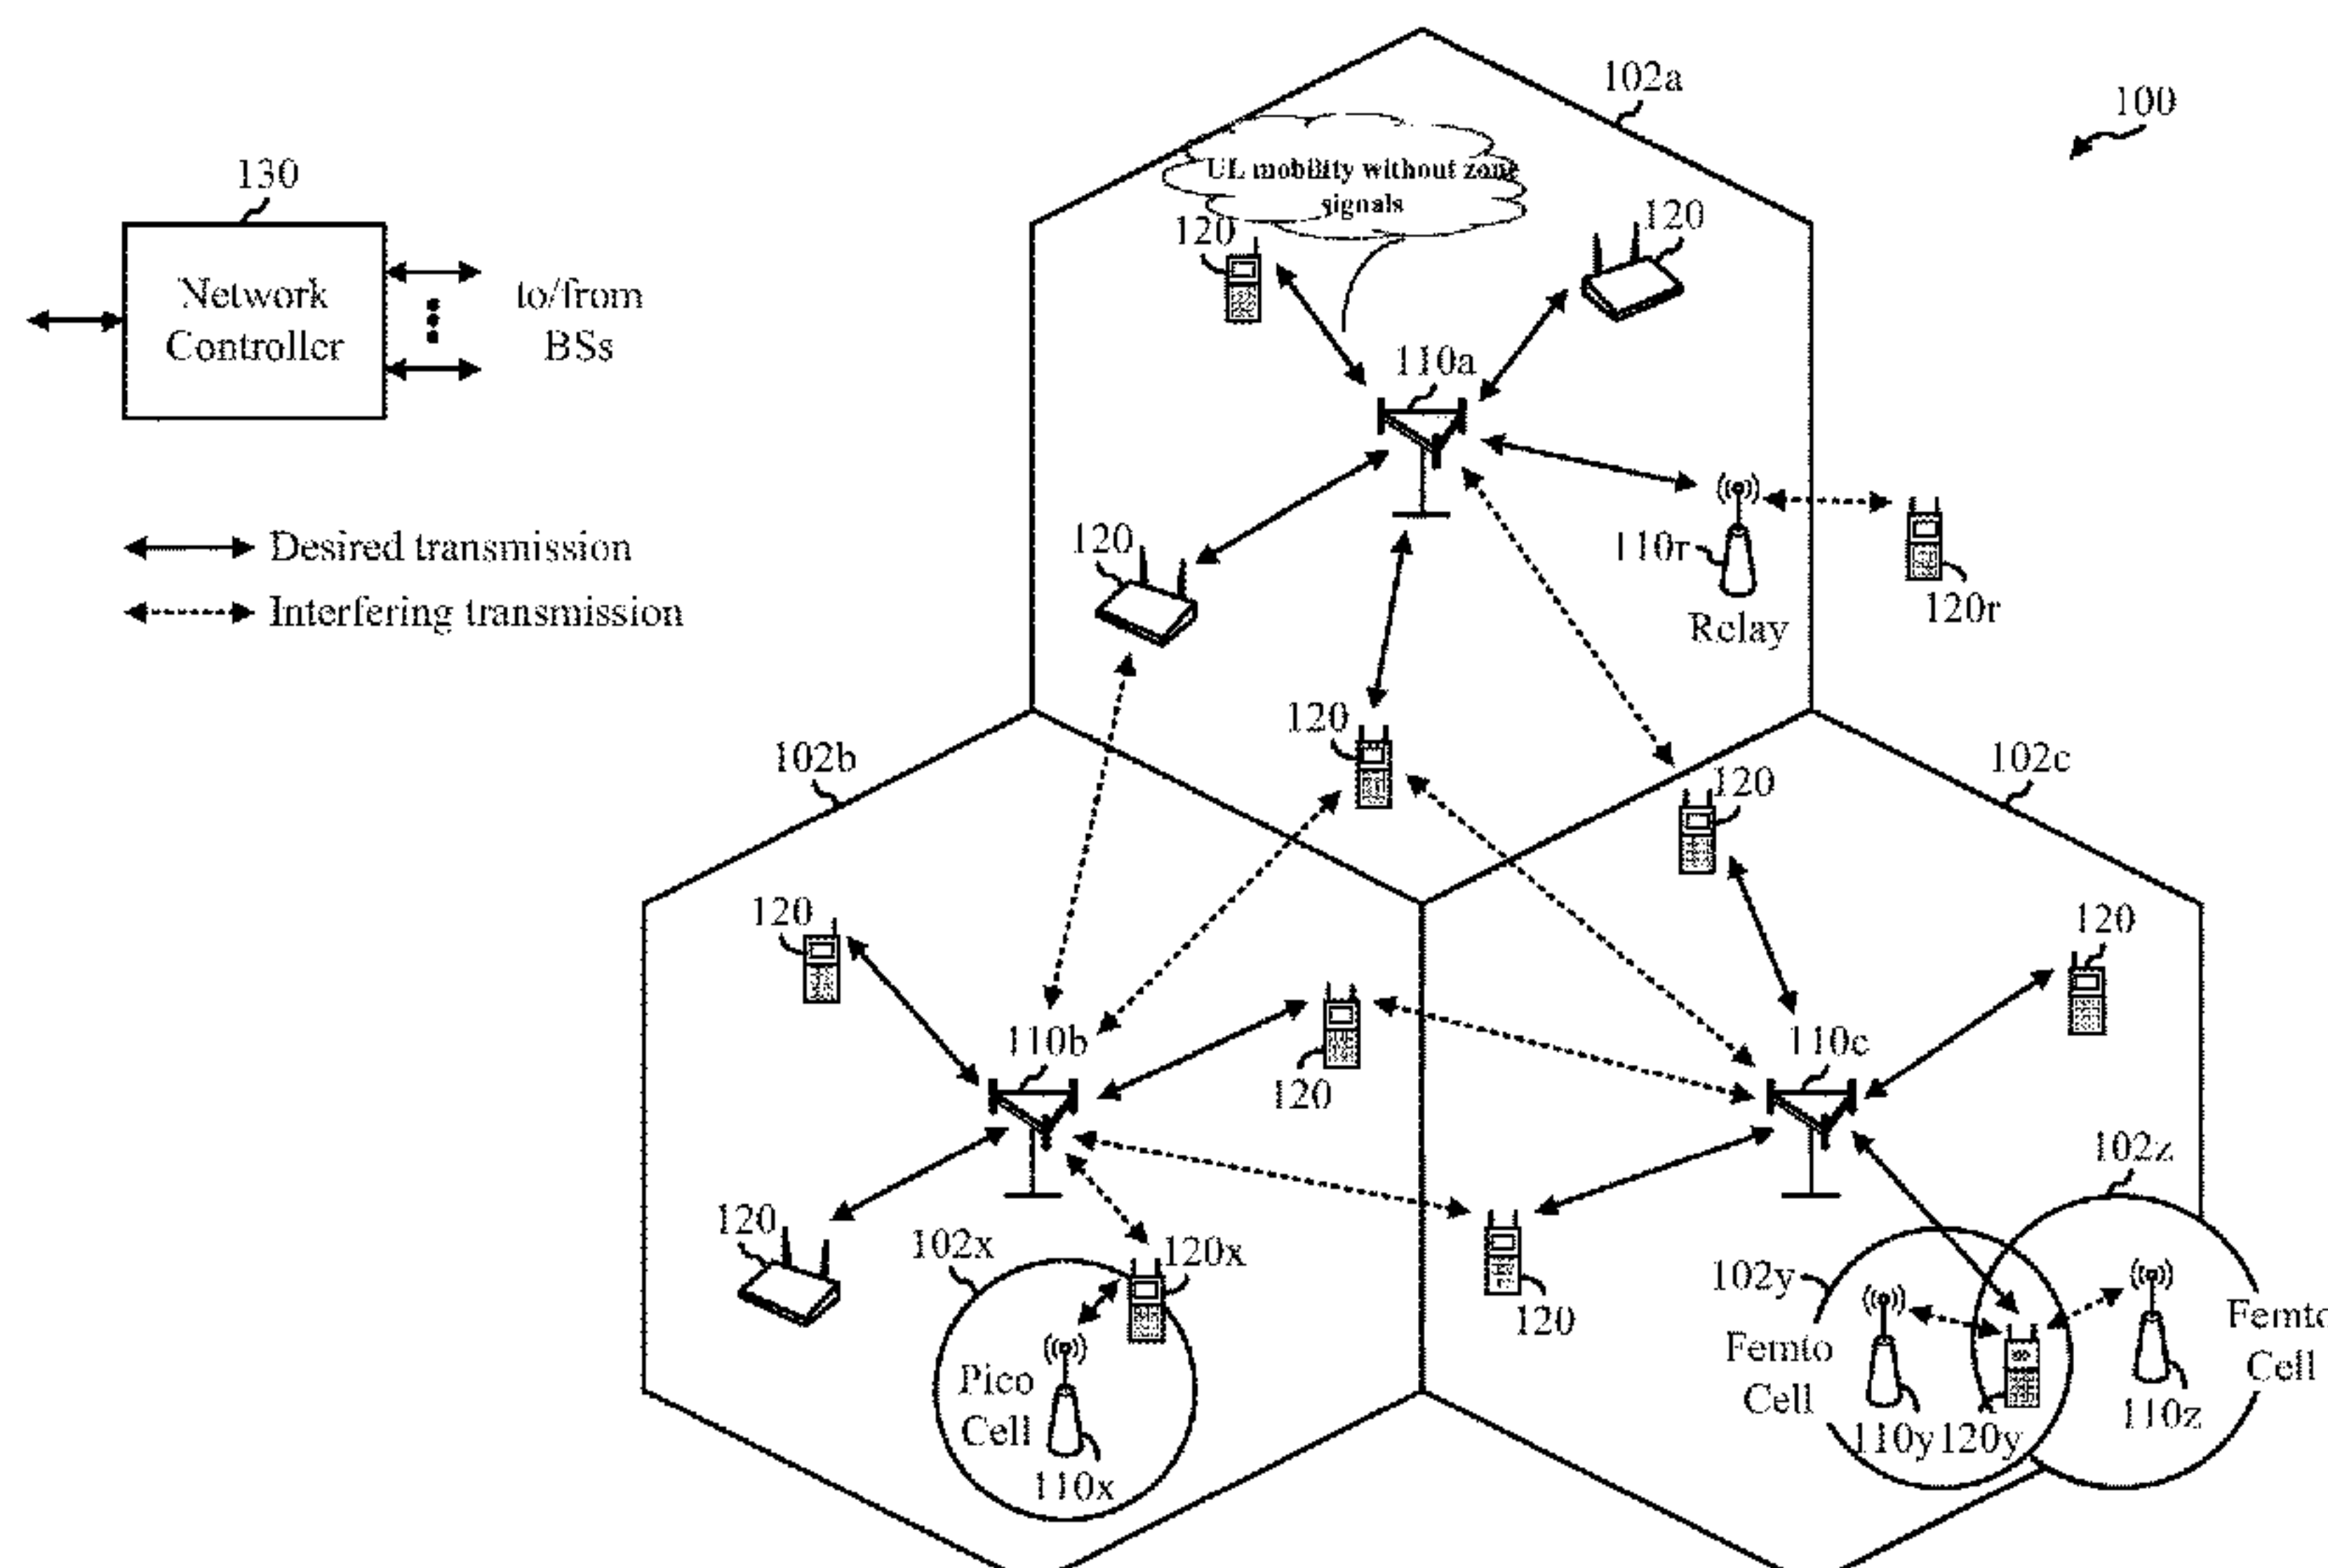 102a
100
130
UL mobility without zone
signals
120
120
Network
Controller
to/from
BSs
110a
Desired transmission
Interfering transmission
120
110r
Relay
120r
120
102b
120
102c
120
120
110b
120
110c
120
102x
120x
102z
102y
120
Femto
Cell
Femto
Cell
Pico
Cell
110x
110y
120y
110z